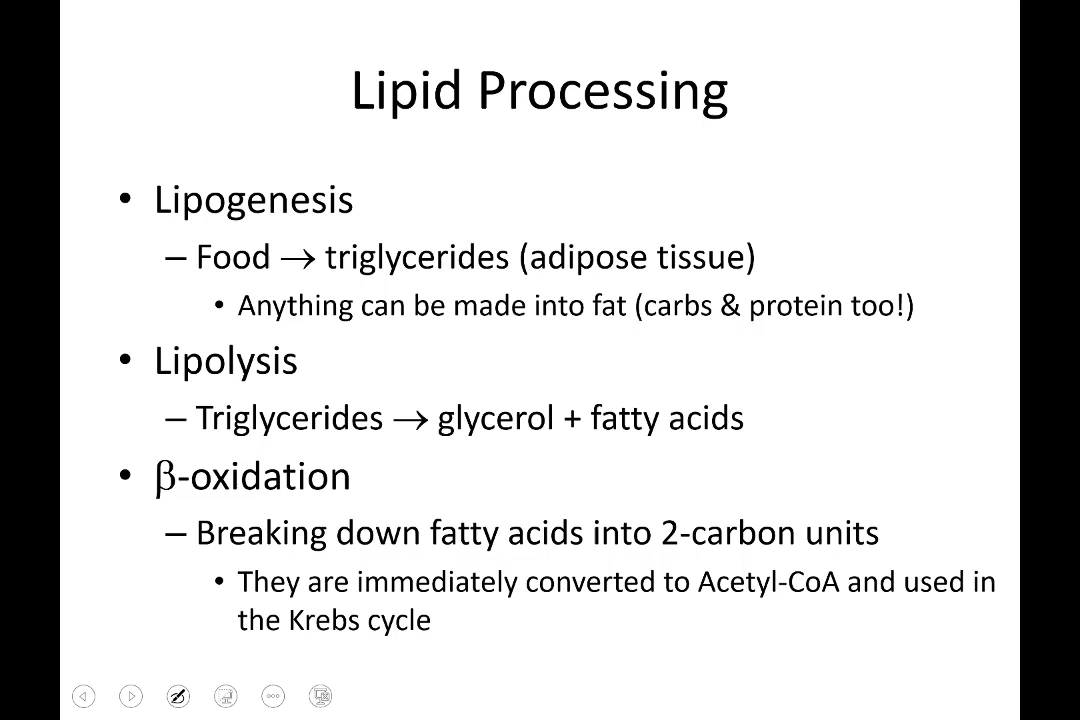 Lipid Processing
• Lipogenesis
– Food → triglycerides (adipose tissue)
• Anything can be made into fat (carbs & protein too!)
• Lipolysis
– Triglycerides → glycerol + fatty acids
• β-oxidation
– Breaking down fatty acids into 2-carbon units
• They are immediately converted to Acetyl-CoA and used in
the Krebs cycle